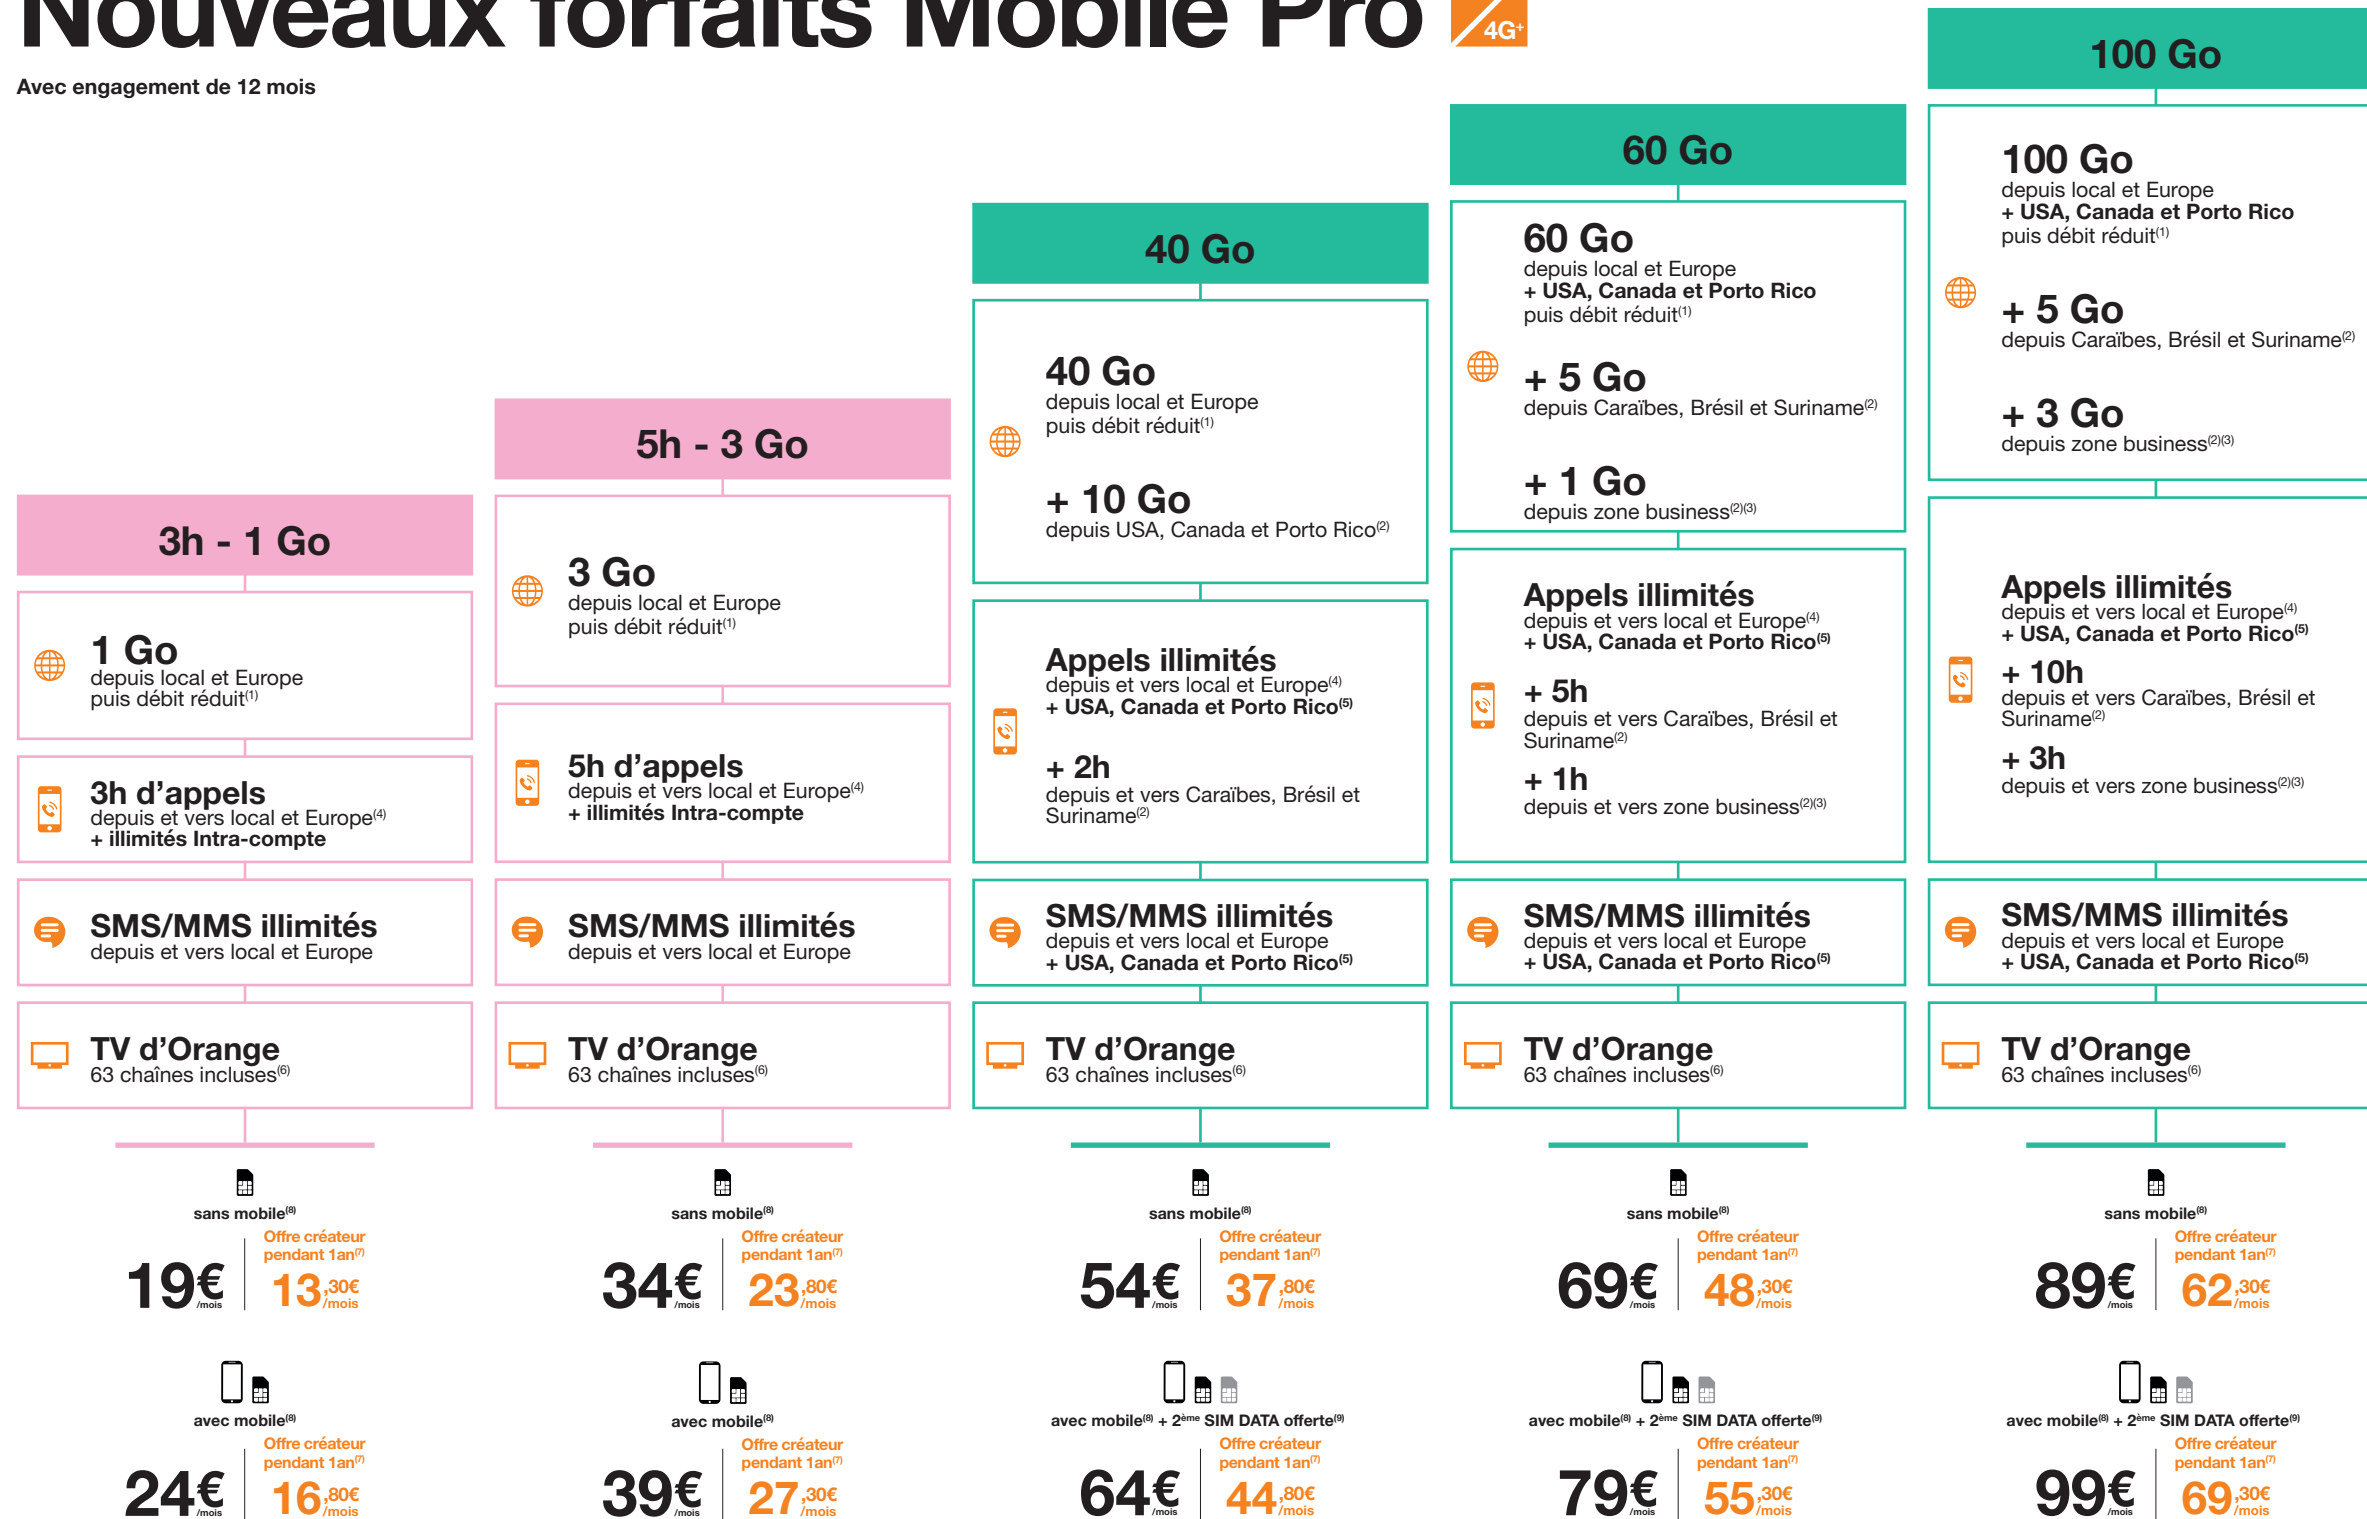 Nouveaux forfaits Mobile Pro
4G+
Avec engagement de 12 mois
3h - 1 Go
1 Go
depuis local et Europe
puis débit réduit(1)
3h d’appels
depuis et vers local et Europe(4)
+ illimités Intra-compte
SMS/MMS illimités
depuis et vers local et Europe
TV d’Orange
63 chaînes incluses(6)
sans mobile(8)
19€/mois
Offre créateur
pendant 1an(7)
13,30€/mois
avec mobile(8)
24€/mois
Offre créateur
pendant 1an(7)
16,80€/mois
5h - 3 Go
3 Go
depuis local et Europe
puis débit réduit(1)
5h d’appels
depuis et vers local et Europe(4)
+ illimités Intra-compte
SMS/MMS illimités
depuis et vers local et Europe
TV d’Orange
63 chaînes incluses(6)
sans mobile(8)
34€/mois
Offre créateur
pendant 1an(7)
23,80€/mois
avec mobile(8)
39€/mois
Offre créateur
pendant 1an(7)
27,30€/mois
40 Go
40 Go
depuis local et Europe
puis débit réduit(1)
+ 10 Go
depuis USA, Canada et Porto Rico(2)
Appels illimités
depuis et vers local et Europe(4)
+ USA, Canada et Porto Rico(5)
+ 2h
depuis et vers Caraïbes, Brésil et
Suriname(2)
SMS/MMS illimités
depuis et vers local et Europe
+ USA, Canada et Porto Rico(5)
TV d’Orange
63 chaînes incluses(6)
sans mobile(8)
54€/mois
Offre créateur
pendant 1an(7)
37,80€/mois
avec mobile(8) + 2ème SIM DATA offerte(9)
64€/mois
Offre créateur
pendant 1an(7)
44,80€/mois
60 Go
60 Go
depuis local et Europe
+ USA, Canada et Porto Rico
puis débit réduit(1)
+ 5 Go
depuis Caraïbes, Brésil et Suriname(2)
+ 1 Go
depuis zone business(2)(3)
Appels illimités
depuis et vers local et Europe(4)
+ USA, Canada et Porto Rico(5)
+ 5h
depuis et vers Caraïbes, Brésil et
Suriname(2)
+ 1h
depuis et vers zone business(2)(3)
SMS/MMS illimités
depuis et vers local et Europe
+ USA, Canada et Porto Rico(5)
TV d’Orange
63 chaînes incluses(6)
sans mobile(8)
69€/mois
Offre créateur
pendant 1an(7)
48,30€/mois
avec mobile(8) + 2ème SIM DATA offerte(9)
79€/mois
Offre créateur
pendant 1an(7)
55,30€/mois
100 Go
100 Go
depuis local et Europe
+ USA, Canada et Porto Rico
puis débit réduit(1)
+ 5 Go
depuis Caraïbes, Brésil et Suriname(2)
+ 3 Go
depuis zone business(2)(3)
Appels illimités
depuis et vers local et Europe(4)
+ USA, Canada et Porto Rico(5)
+ 10h
depuis et vers Caraïbes, Brésil et
Suriname(2)
+ 3h
depuis et vers zone business(2)(3)
SMS/MMS illimités
depuis et vers local et Europe
+ USA, Canada et Porto Rico(5)
TV d’Orange
63 chaînes incluses(6)
sans mobile(8)
89€/mois
Offre créateur
pendant 1an(7)
62,30€/mois
avec mobile(8) + 2ème SIM DATA offerte(9)
99€/mois
Offre créateur
pendant 1an(7)
69,30€/mois